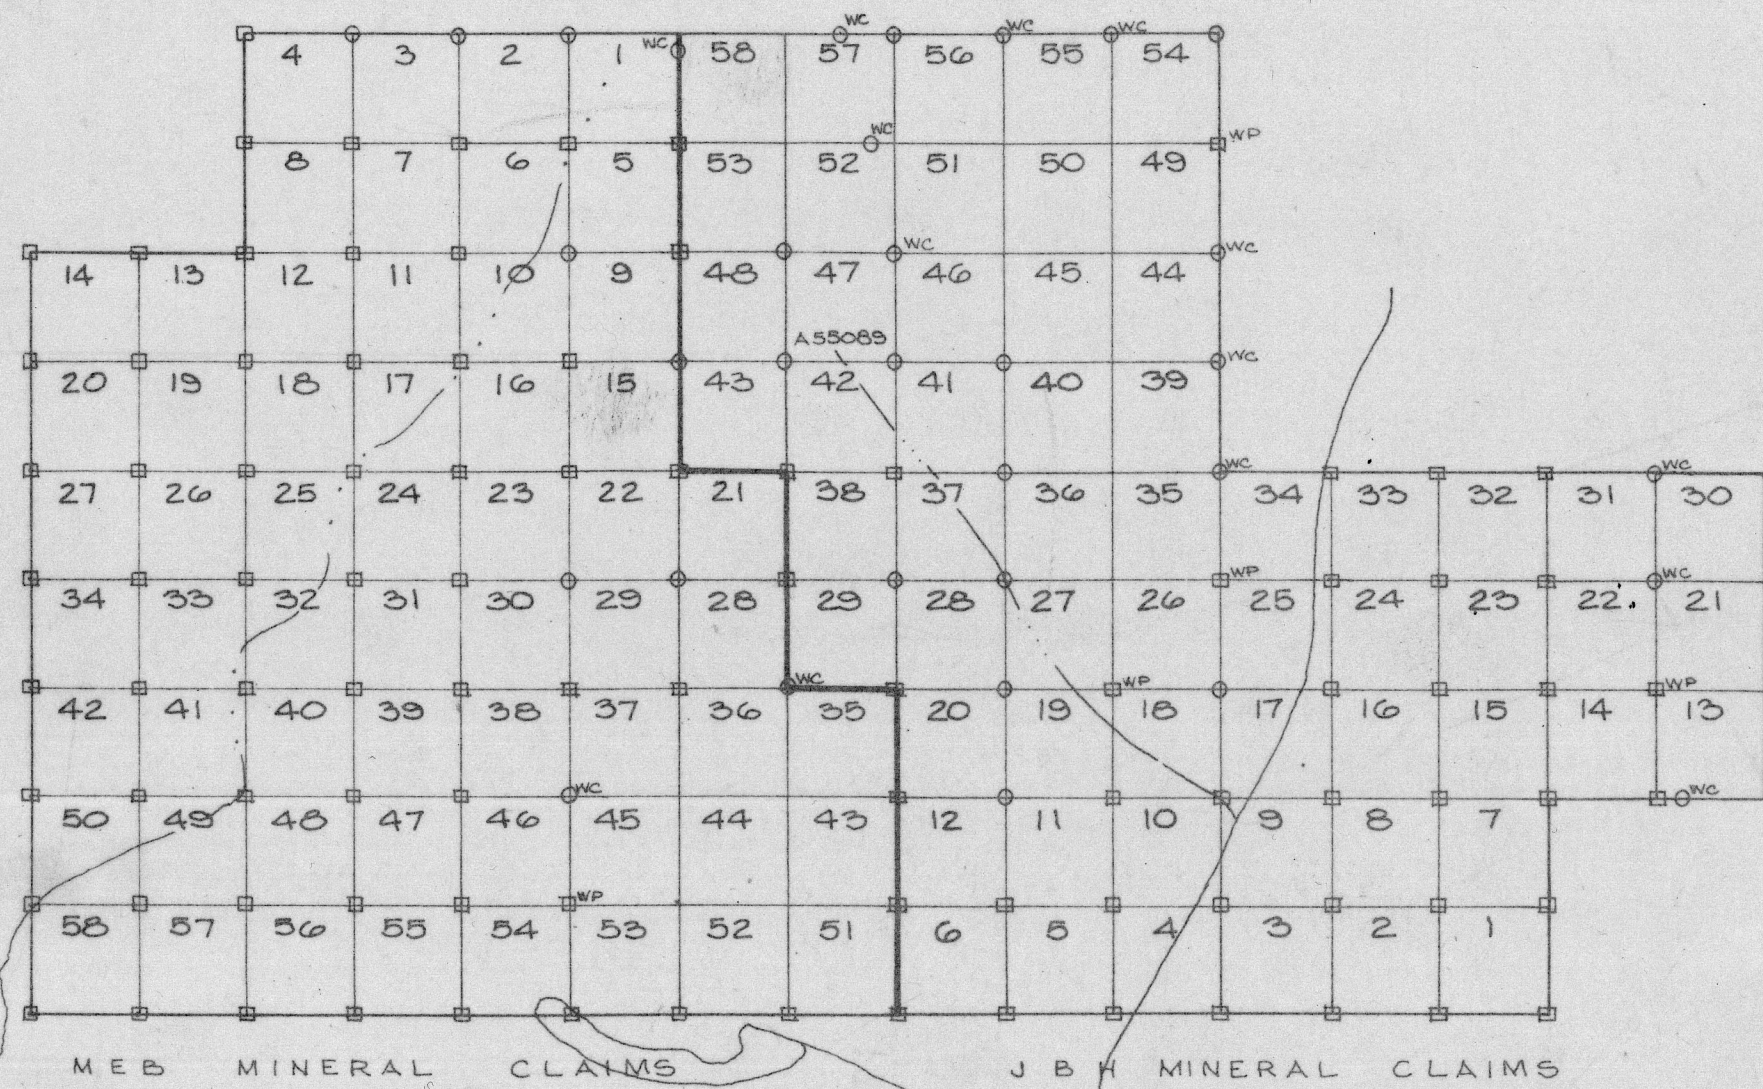 WC
WC WC WC
4 3 2 1 58 57 56 55 54
WC WP
8 7 6 5 53 52 51 50 49
WC WC
14 13 12 11 10 9 48 47 46 45 44
A55089
WC
20 19 18 17 16 15 43 42 41 40 39
WC WC
27 26 25 24 23 22 21 38 37 36 35 34 33 32 31 30
WP WC
34 33 32 31 30 29 28 29 28 27 26 25 24 23 22 21
WC WP WP
42 41 40 39 38 37 36 35 20 19 18 17 16 15 14 13
WC WC
50 49 48 47 46 45 44 43 12 11 10 9 8 7
WP
58 57 56 55 54 53 52 51 6 5 4 3 2 1
MEB MINERAL CLAIMS JBH MINERAL CLAIMS